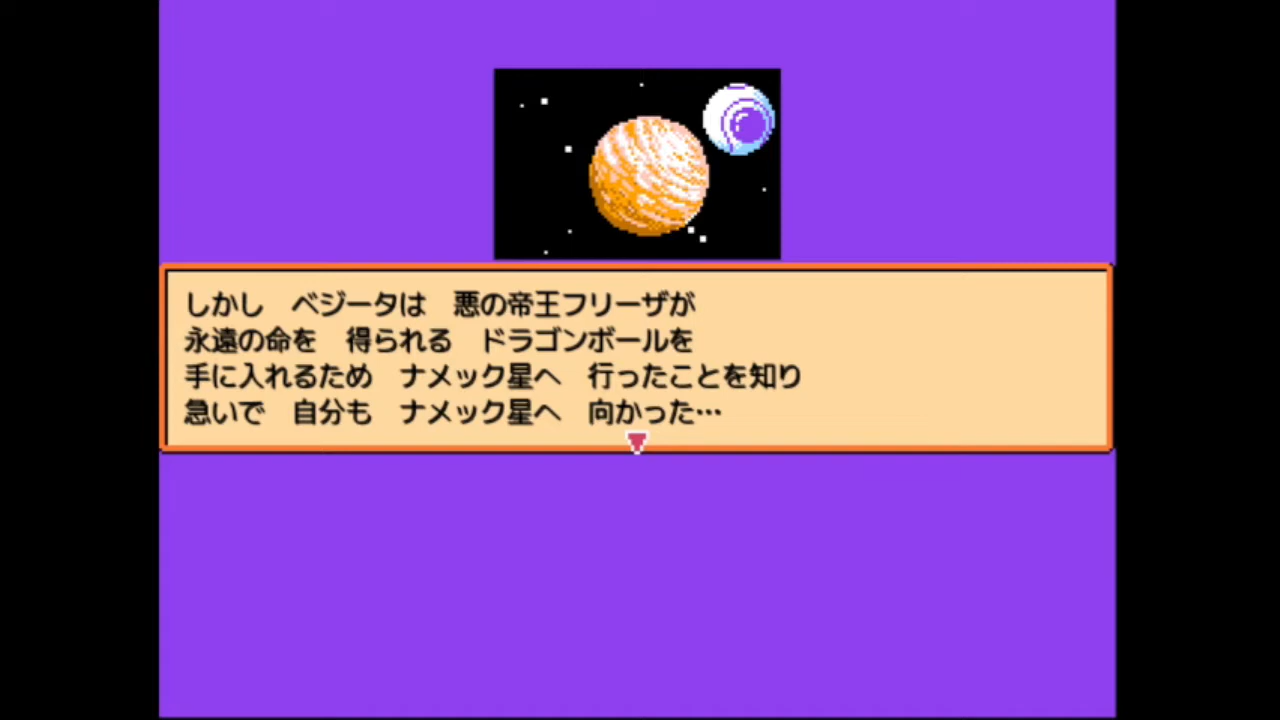 しかし　ベジータは　悪の帝王フリーザが
永遠の命を　得られる　ドラゴンボールを
手に入れるため　ナメック星へ　行ったことを知り
急いで　自分も　ナメック星へ　向かった…